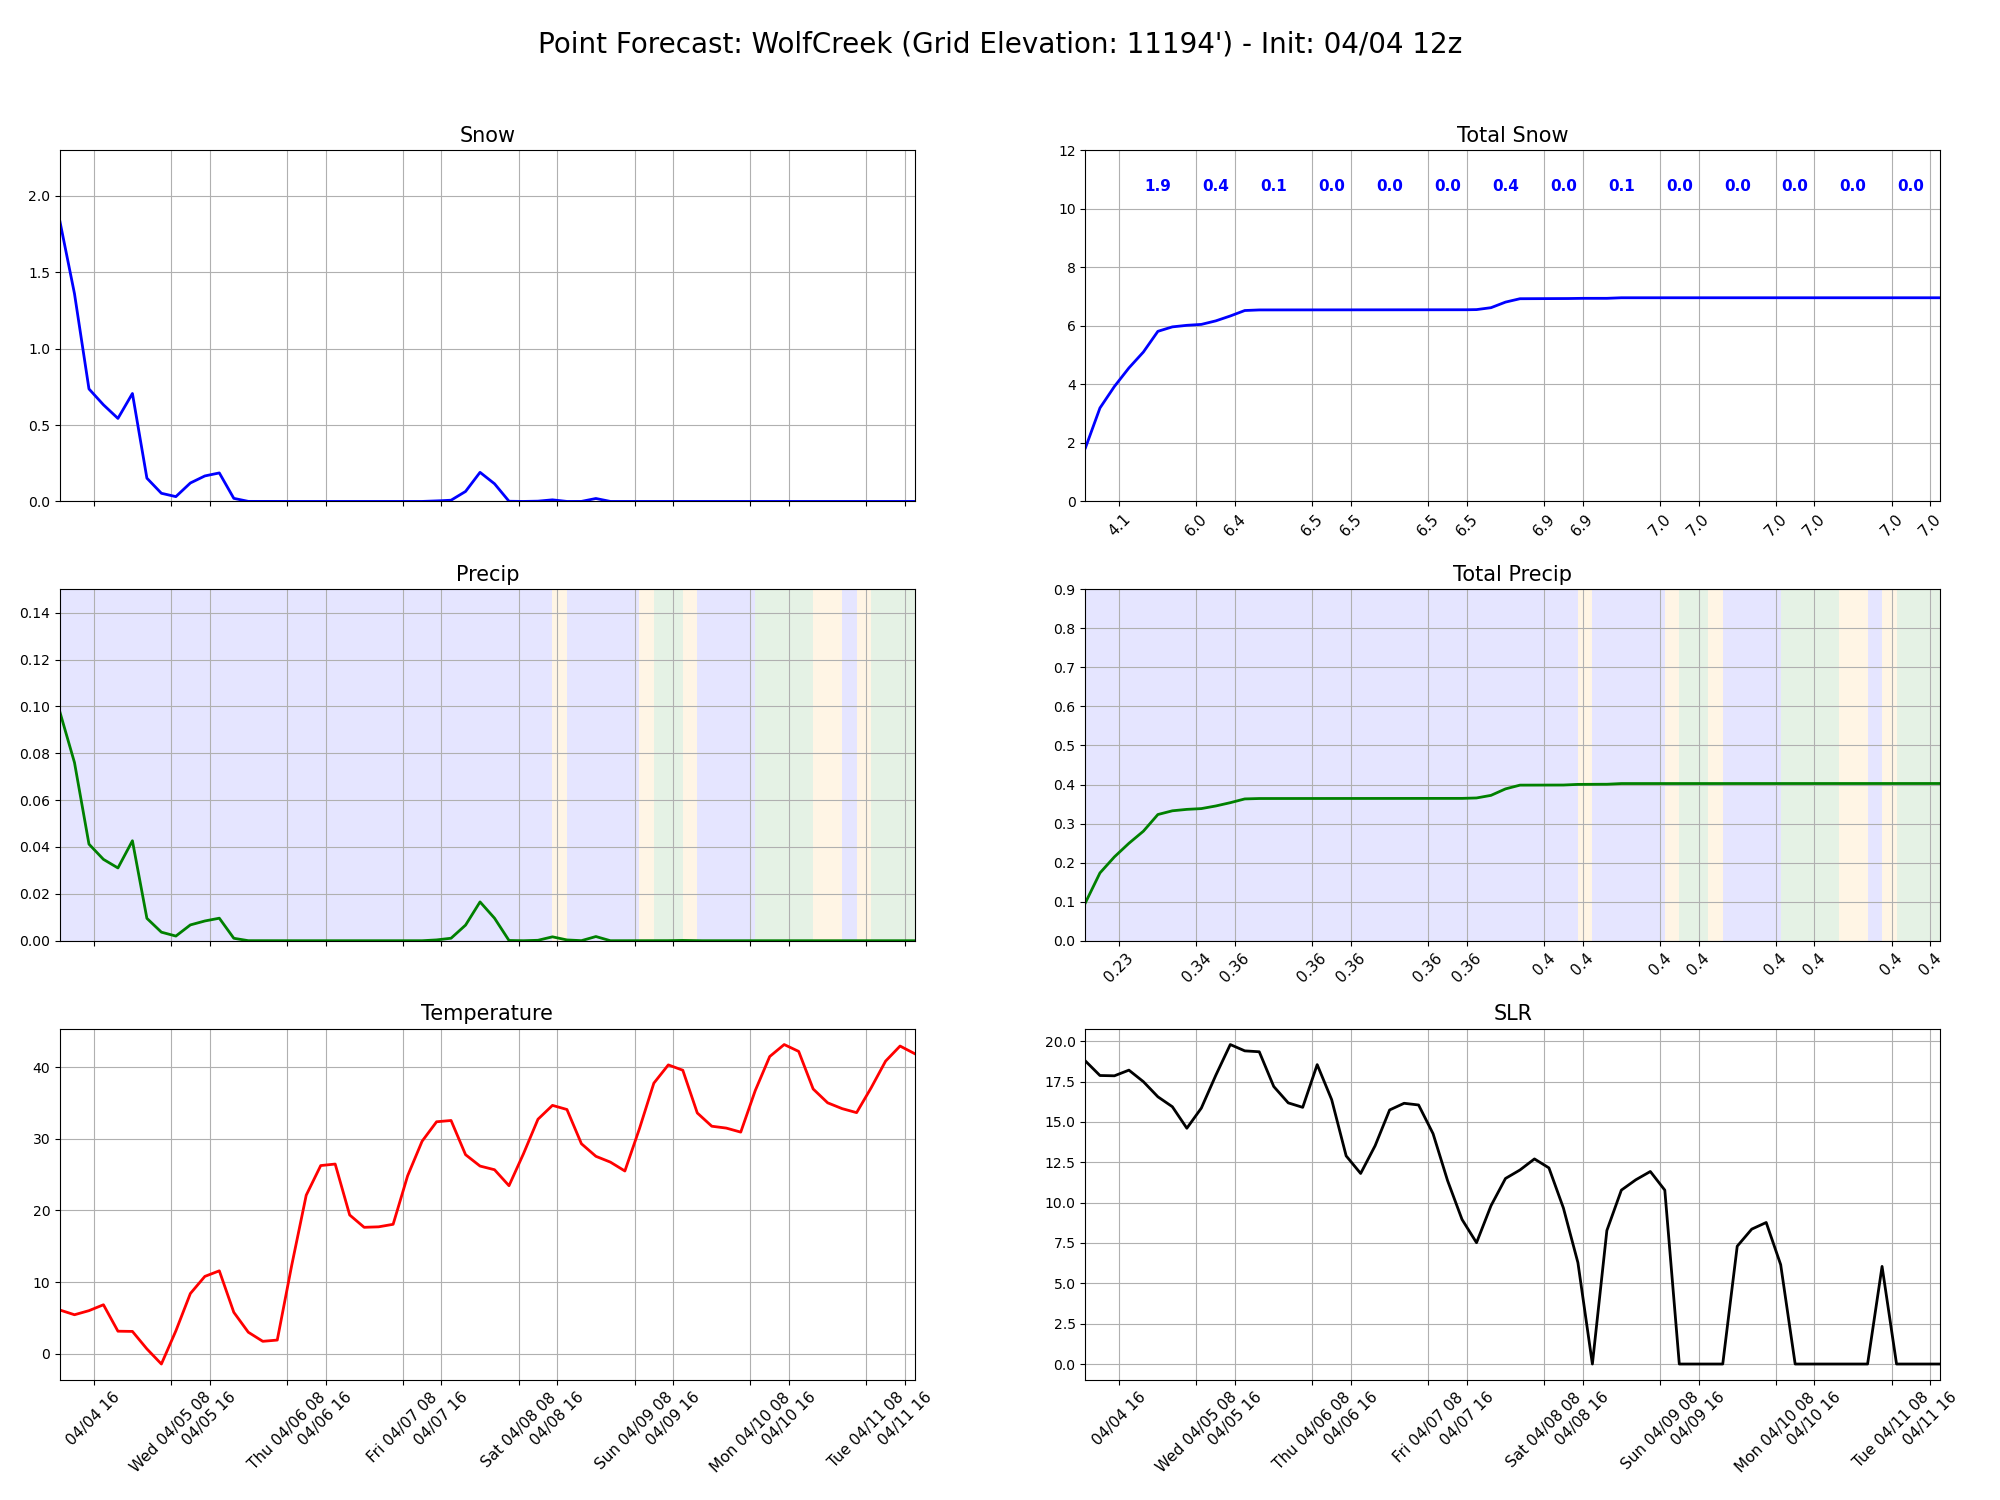 Point Forecast: WolfCreek (Grid Elevation: 11194') - Init: 04/04 12z
Snow
2.0
1.5
1.0
0.5
0.0
Total Snow
12
10
8
6
4
2
0
1.9 0.4 0.1 0.0 0.0 0.0 0.4 0.0 0.1 0.0 0.0 0.0 0.0 0.0
4.1 6.0 6.4 6.5 6.5 6.5 6.5 6.9 6.9 7.0 7.0 7.0 7.0 7.0 7.0
Precip
0.14
0.12
0.10
0.08
0.06
0.04
0.02
0.00
Total Precip
0.9
0.8
0.7
0.6
0.5
0.4
0.3
0.2
0.1
0.0
0.23 0.34 0.36 0.36 0.36 0.36 0.36 0.4 0.4 0.4 0.4 0.4 0.4 0.4 0.4
Temperature
40
30
20
10
0
04/04 16
Wed 04/05 08
04/05 16
Thu 04/06 08
04/06 16
Fri 04/07 08
04/07 16
Sat 04/08 08
04/08 16
Sun 04/09 08
04/09 16
Mon 04/10 08
04/10 16
Tue 04/11 08
04/11 16
SLR
20.0
17.5
15.0
12.5
10.0
7.5
5.0
2.5
0.0
04/04 16
Wed 04/05 08
04/05 16
Thu 04/06 08
04/06 16
Fri 04/07 08
04/07 16
Sat 04/08 08
04/08 16
Sun 04/09 08
04/09 16
Mon 04/10 08
04/10 16
Tue 04/11 08
04/11 16